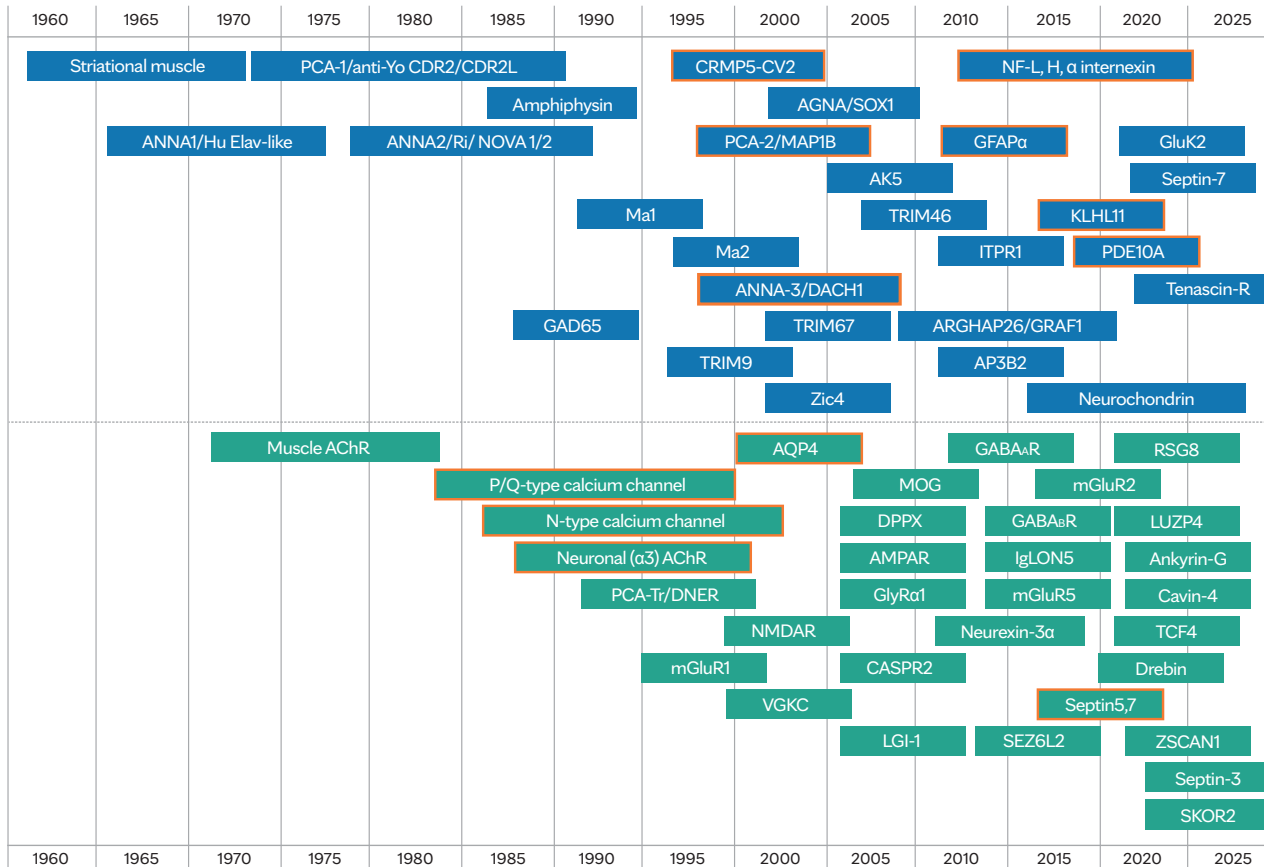 1960 1965 1970 1975 1980 1985 1990 1995 2000 2005 2010 2015 2020 2025
Striational muscle PCA-1/anti-Yo CDR2/CDR2L CRMP5-CV2 NF-L, H, α internexin
Amphiphysin AGNA/SOX1
ANNA1/Hu Elav-like ANNA2/Ri/ NOVA 1/2 PCA-2/MAP1B GFAPα GluK2
AK5 Septin-7
Ma1 TRIM46 KLHL11
Ma2 ITPR1 PDE10A
ANNA-3/DACH1 Tenascin-R
GAD65 TRIM67 ARGHAP26/GRAF1
TRIM9 AP3B2
Zic4 Neurochondrin
Muscle AChR AQP4 GABAAR RSG8
P/Q-type calcium channel MOG mGluR2
N-type calcium channel DPPX GABABR LUZP4
Neuronal (α3) AChR AMPAR IgLON5 Ankyrin-G
PCA-Tr/DNER GlyRα1 mGluR5 Cavin-4
NMDAR Neurexin-3α TCF4
mGluR1 CASPR2 Drebin
VGKC Septin5,7
LGI-1 SEZ6L2 ZSCAN1
Septin-3
SKOR2
1960 1965 1970 1975 1980 1985 1990 1995 2000 2005 2010 2015 2020 2025